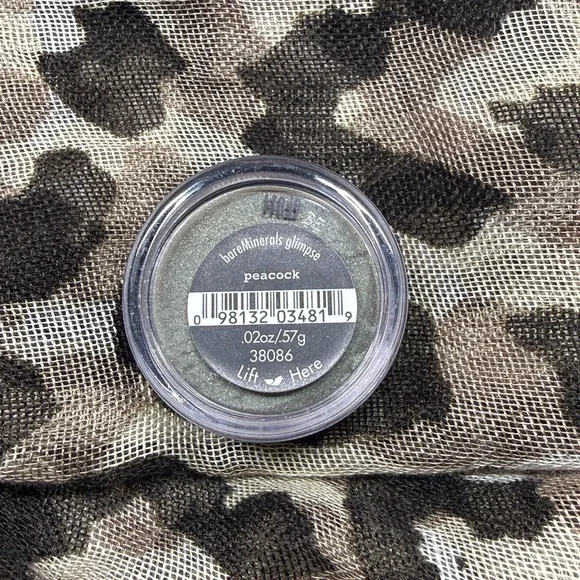 bareMinerals glimpse
peacock
0 98132 03481 9
.02oz/.57g
38086
Lift Here